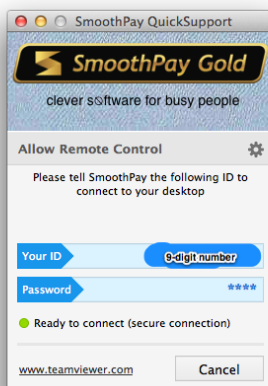 SmoothPay QuickSupport
SmoothPay Gold
clever software for busy people
Allow Remote Control
Please tell SmoothPay the following ID to
connect to your desktop
Your ID
9-digit number
Password
****
Ready to connect (secure connection)
www.teamviewer.com
Cancel